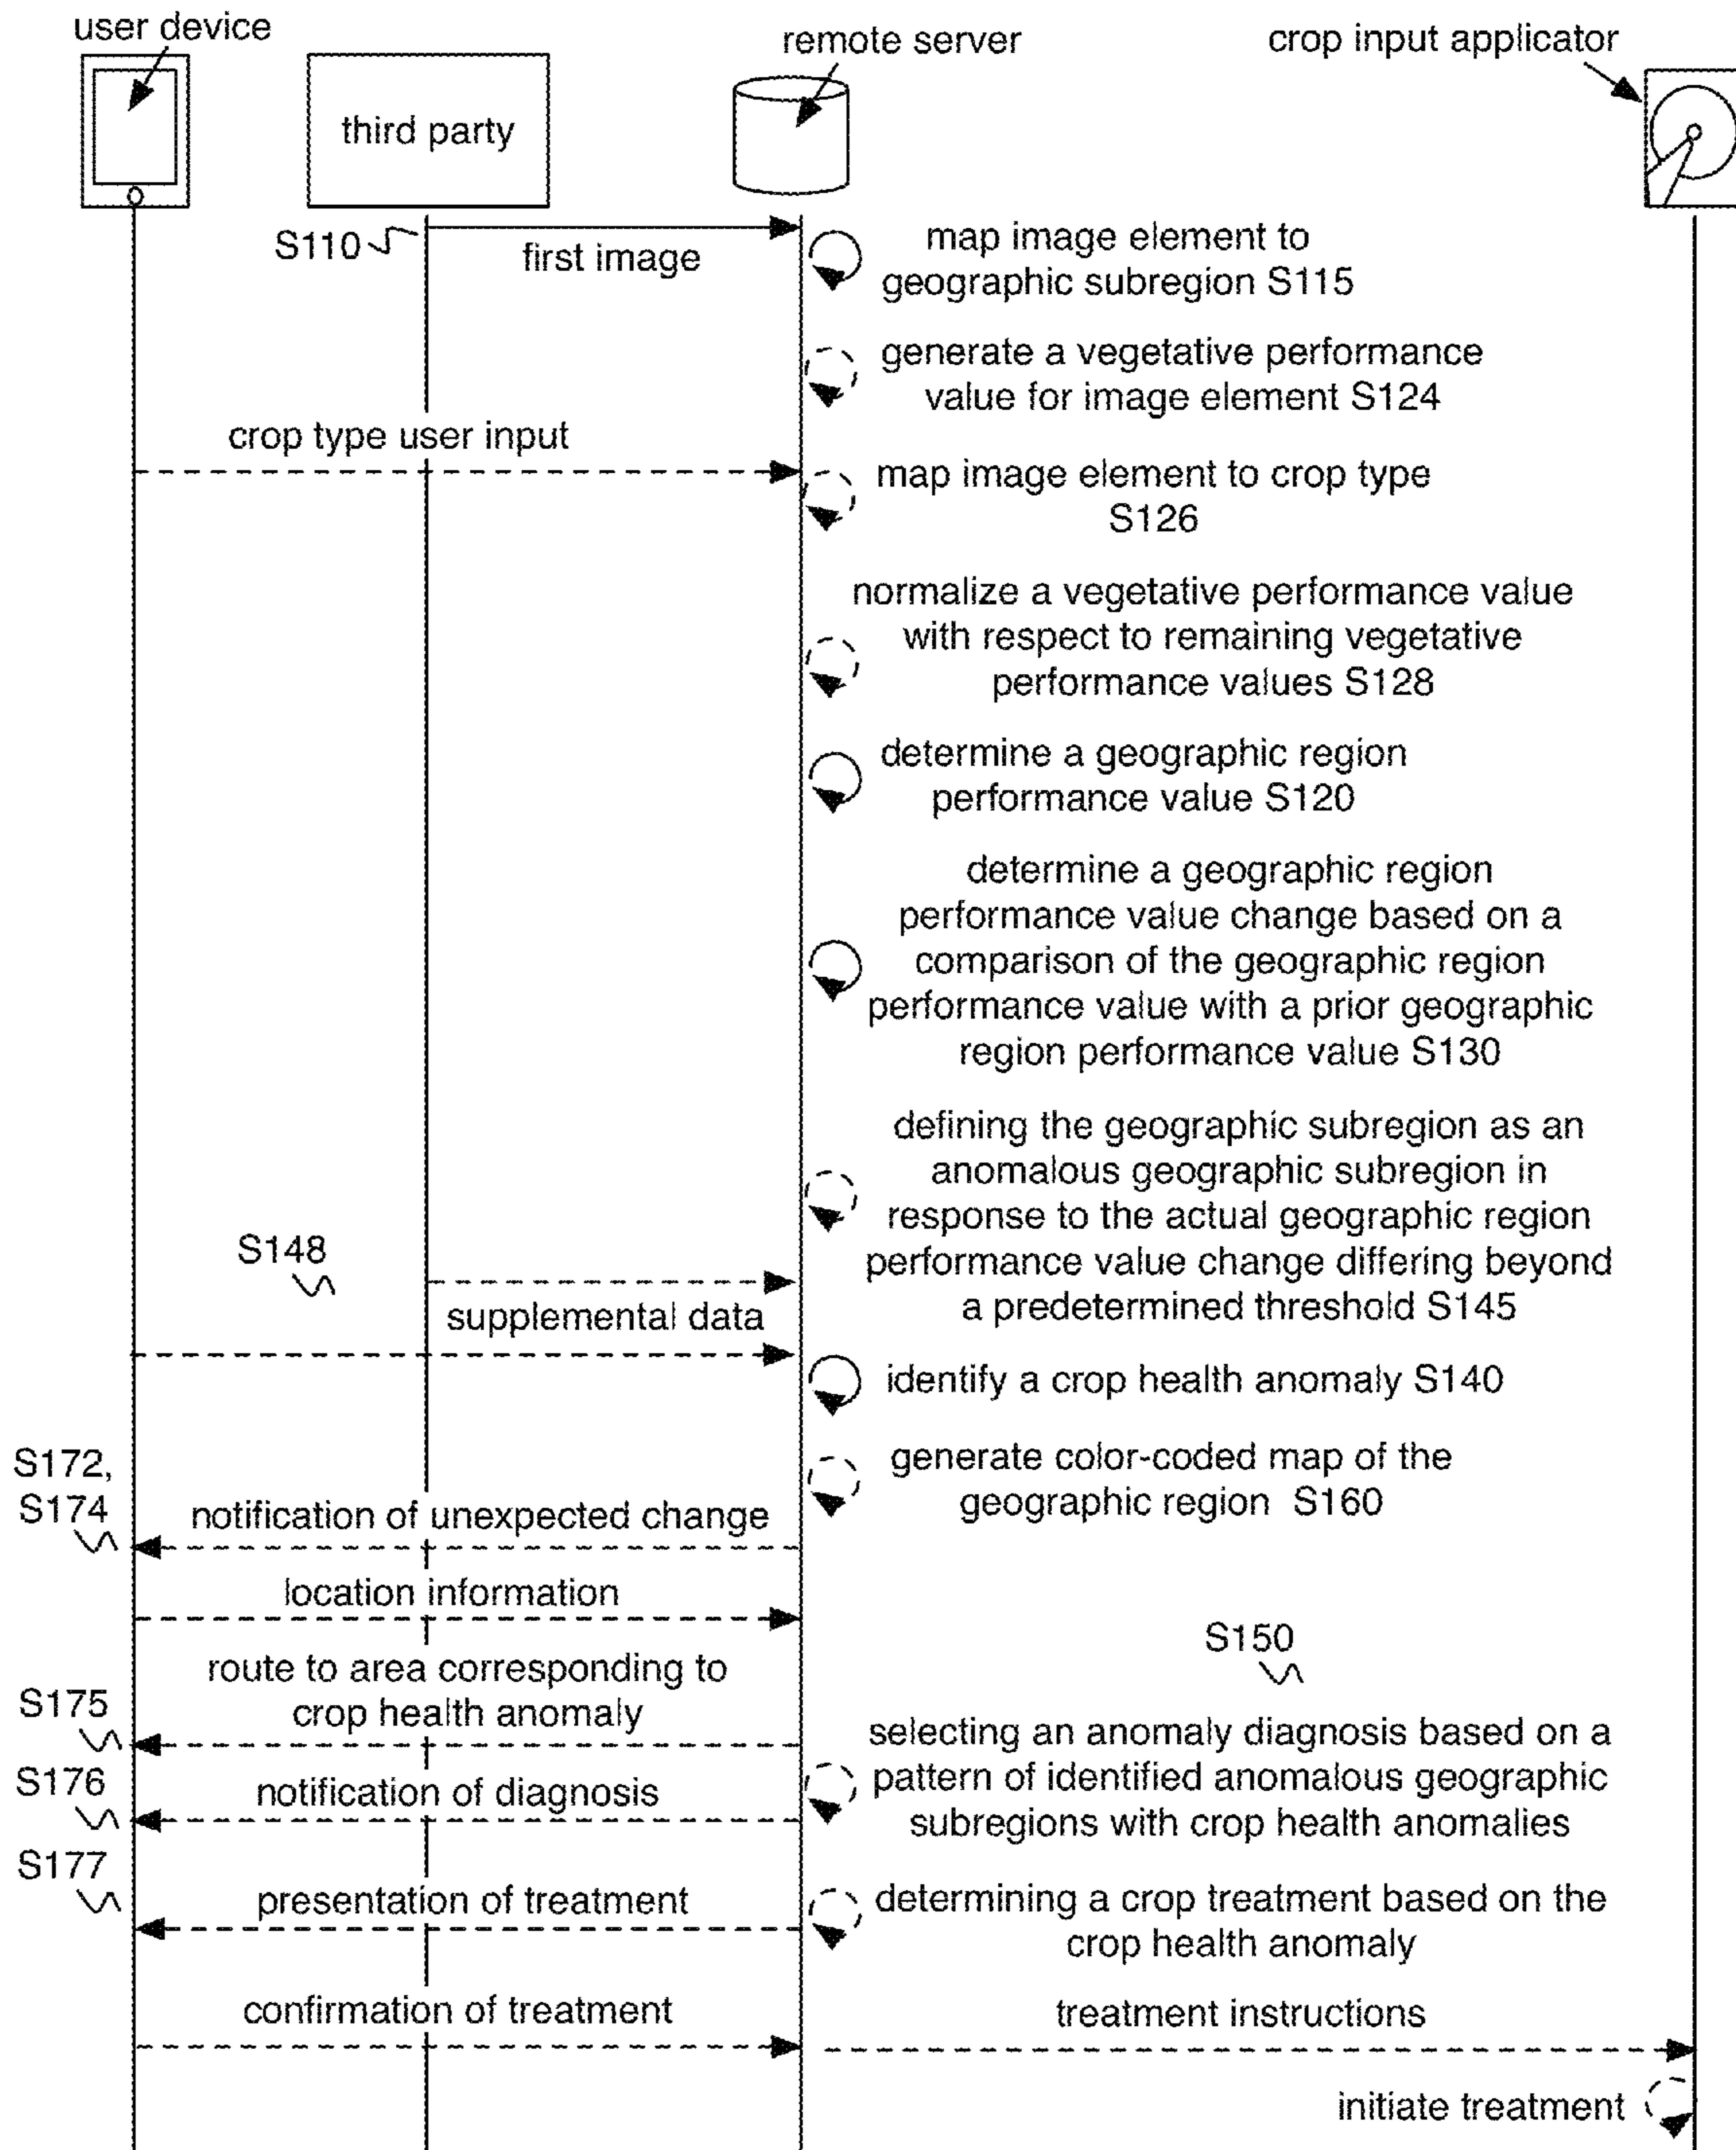 user device
remote server
crop input applicator
third party
S110
first image
map image element to
geographic subregion S115
generate a vegetative performance
value for image element S124
crop type user input
map image element to crop type
S126
normalize a vegetative performance value
with respect to remaining vegetative
performance values S128
determine a geographic region
performance value S120
determine a geographic region
performance value change based on a
comparison of the geographic region
performance value with a prior geographic
region performance value S130
defining the geographic subregion as an
anomalous geographic subregion in
response to the actual geographic region
performance value change differing beyond
a predetermined threshold S145
S148
supplemental data
identify a crop health anomaly S140
generate color-coded map of the
geographic region S160
S172,
S174
notification of unexpected change
location information
S150
route to area corresponding to
crop health anomaly
S175
selecting an anomaly diagnosis based on a
pattern of identified anomalous geographic
subregions with crop health anomalies
S176
notification of diagnosis
S177
presentation of treatment
determining a crop treatment based on the
crop health anomaly
confirmation of treatment
treatment instructions
initiate treatment